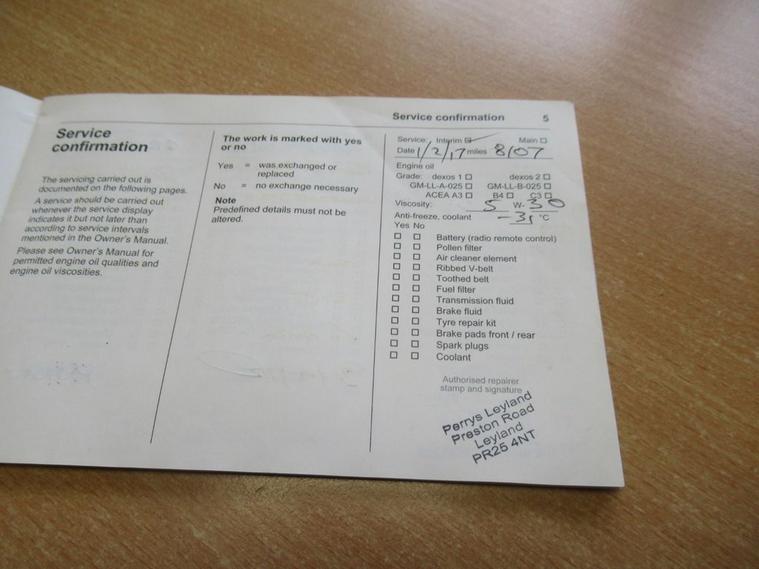 Service
confirmation
The servicing carried out is
documented on the following pages.
A service should be carried out
whenever the service display
indicates it but not later than
according to service intervals
mentioned in the Owner's Manual.
Please see Owner's Manual for
permitted engine oil qualities and
engine oil viscosities.
The work is marked with yes
or no
Yes = was exchanged or
replaced
No = no exchange necessary
Note
Predefined details must not be
altered.
Service confirmation 5
Service: Interim ☑ Main ☐
Date 1/2/17 miles 8107
Engine oil
Grade: dexos 1 ☐ dexos 2 ☐
GM-LL-A-025 ☐ GM-LL-B-025 ☐
ACEA A3 ☐ B4 ☐ C3 ☐
Viscosity: 5 W- 30
Anti-freeze, coolant °C
Yes No
☐ ☐ Battery (radio remote control)
☐ ☐ Pollen filter
☐ ☐ Air cleaner element
☐ ☐ Ribbed V-belt
☐ ☐ Toothed belt
☐ ☐ Fuel filter
☐ ☐ Transmission fluid
☐ ☐ Brake fluid
☐ ☐ Tyre repair kit
☐ ☐ Brake pads front / rear
☐ ☐ Spark plugs
☐ ☐ Coolant
Authorised repairer
stamp and signature
Perrys Leyland
Preston Road
Leyland
PR25 4NT